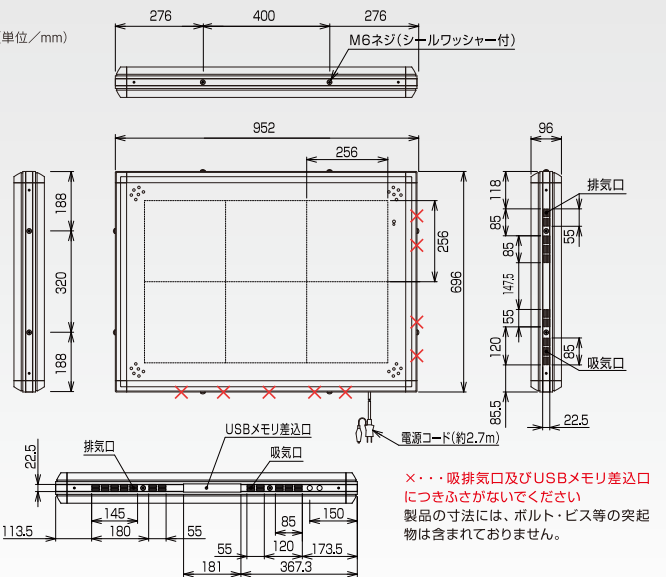 単位／mm)
276
400
276
M6ネジ(シールワッシャー付)
952
256
256
696
188
320
188
96
118
85
85
147.5
55
120
85.5
排気口
55
85
吸気口
22.5
電源コード(約2.7m)
排気口
USBメモリ差込口
吸気口
22.5
113.5
145
180
55
181
55
85
120
150
173.5
367.3
×・・・吸排気口及びUSBメモリ差込口
につきふさがないでください
製品の寸法には、ボルト・ビス等の突起
物は含まれておりません。